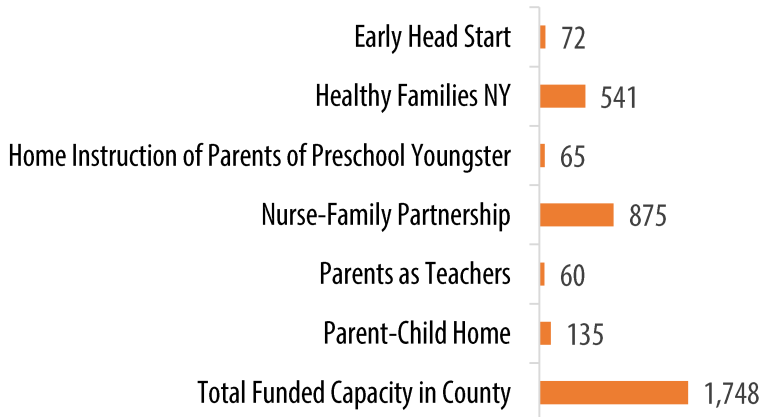 Early Head Start 72
Healthy Families NY 541
Home Instruction of Parents of Preschool Youngster 65
Nurse-Family Partnership 875
Parents as Teachers 60
Parent-Child Home 135
Total Funded Capacity in County 1,748